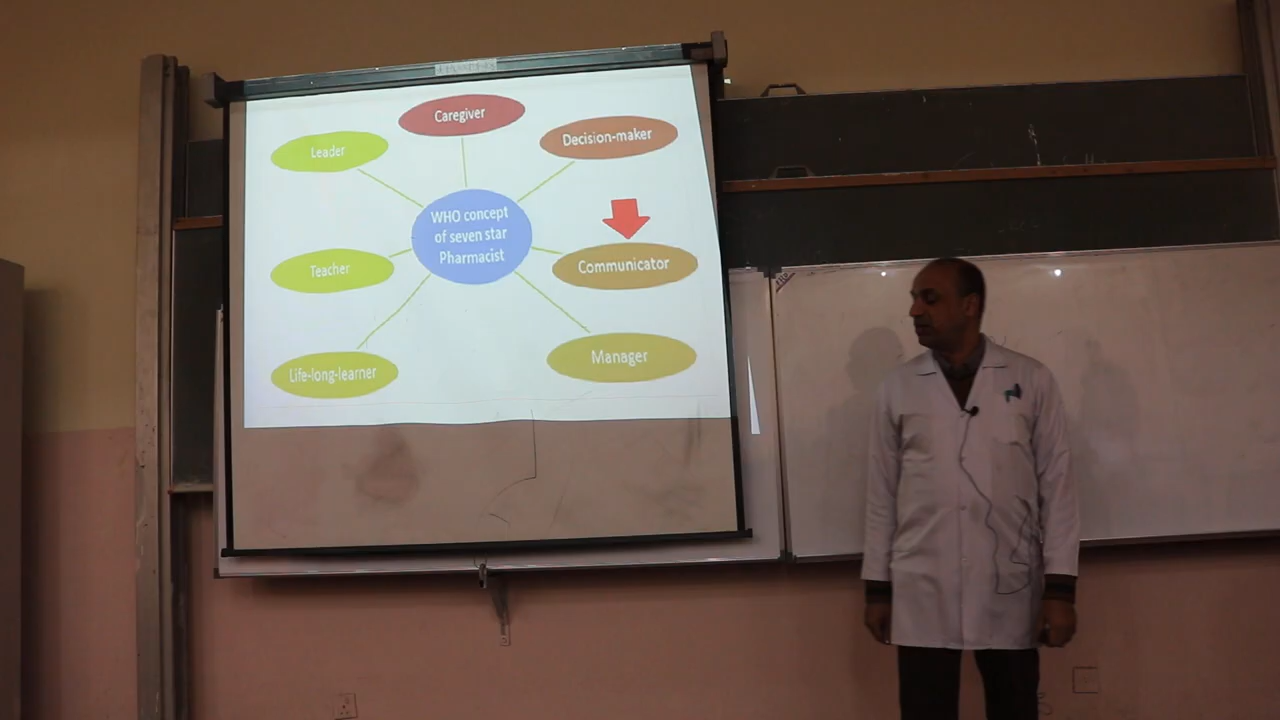 Caregiver
Decision-maker
Leader
WHO concept
of seven star
Pharmacist
Communicator
Teacher
Manager
Life-long-learner